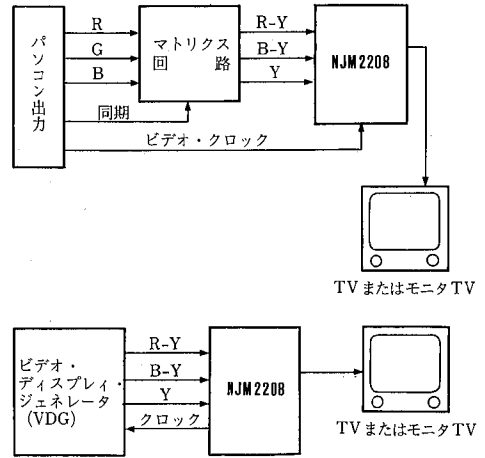 パソコン出力
R
G
B
同期
ビデオ・クロック
マトリクス
回路
R-Y
B-Y
Y
NJM2208
TVまたはモニタTV
ビデオ・
ディスプレイ・
ジェネレータ
(VDG)
R-Y
B-Y
Y
クロック
NJM2208
TVまたはモニタTV